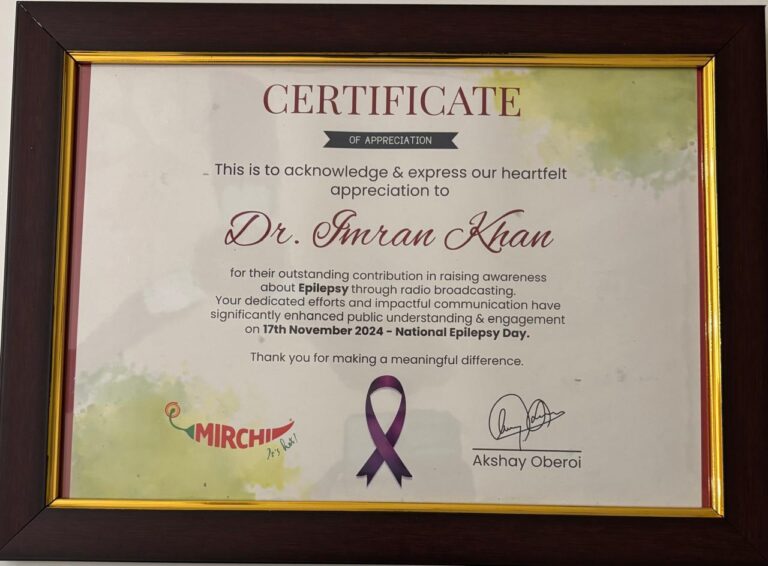 CERTIFICATE
OF APPRECIATION
This is to acknowledge & express our heartfelt
appreciation to
Dr. Imran Khan
for their outstanding contribution in raising awareness
about Epilepsy through radio broadcasting.
Your dedicated efforts and impactful communication have
significantly enhanced public understanding & engagement
on 17th November 2024 - National Epilepsy Day.
Thank you for making a meaningful difference.
MIRCHI
It's hot!
Akshay Oberoi